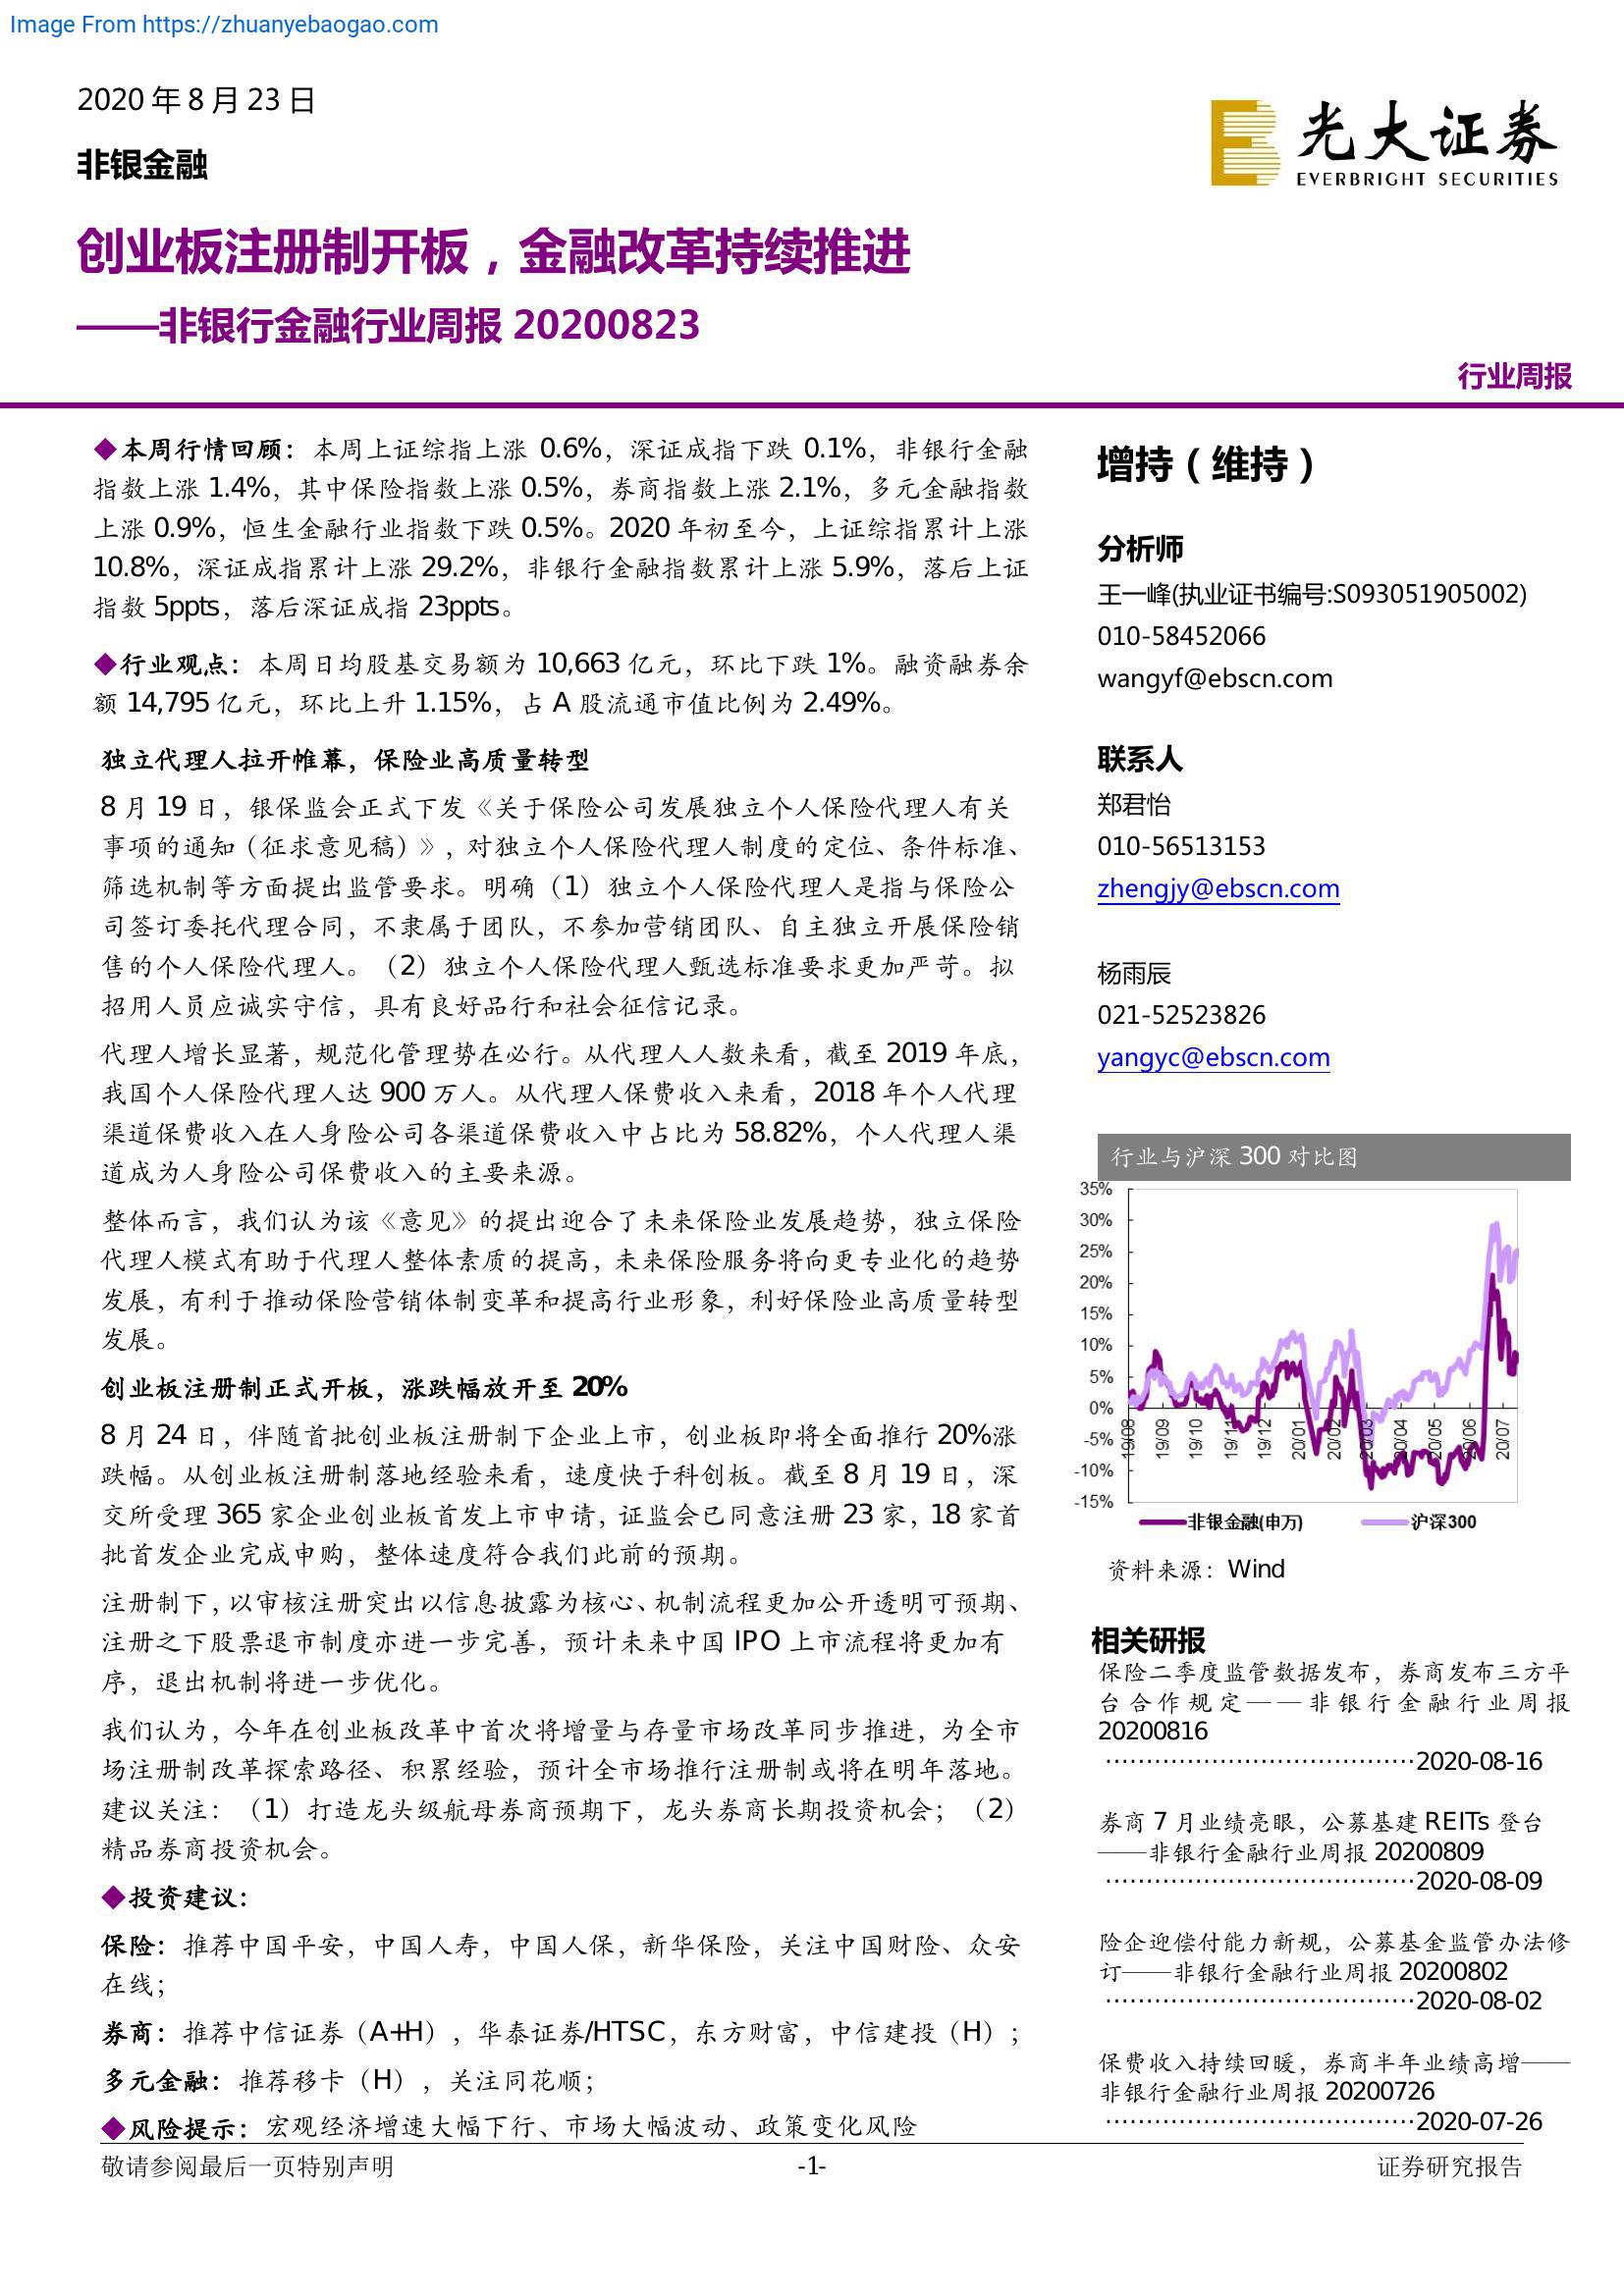 Image From https://zhuanyebaogao.com
2020 年 8 月 23 日
非银金融
光大证券
EVERBRIGHT SECURITIES
创业板注册制开板，金融改革持续推进
——非银行金融行业周报 20200823
行业周报
◆本周行情回顾：本周上证综指上涨 0.6%，深证成指下跌 0.1%，非银行金融
指数上涨 1.4%，其中保险指数上涨 0.5%，券商指数上涨 2.1%，多元金融指数
上涨 0.9%，恒生金融行业指数下跌 0.5%。2020 年初至今，上证综指累计上涨
10.8%，深证成指累计上涨 29.2%，非银行金融指数累计上涨 5.9%，落后上证
指数 5ppts，落后深证成指 23ppts。
◆行业观点：本周日均股基交易额为 10,663 亿元，环比下跌 1%。融资融券余
额 14,795 亿元，环比上升 1.15%，占 A 股流通市值比例为 2.49%。
独立代理人拉开帷幕，保险业高质量转型
8 月 19 日，银保监会正式下发《关于保险公司发展独立个人保险代理人有关
事项的通知（征求意见稿）》，对独立个人保险代理人制度的定位、条件标准、
筛选机制等方面提出监管要求。明确（1）独立个人保险代理人是指与保险公
司签订委托代理合同，不隶属于团队，不参加营销团队、自主独立开展保险销
售的个人保险代理人。（2）独立个人保险代理人甄选标准要求更加严苛。拟
招用人员应诚实守信，具有良好品行和社会征信记录。
代理人增长显著，规范化管理势在必行。从代理人人数来看，截至 2019 年底，
我国个人保险代理人达 900 万人。从代理人保费收入来看，2018 年个人代理
渠道保费收入在人身险公司各渠道保费收入中占比为 58.82%，个人代理人渠
道成为人身险公司保费收入的主要来源。
整体而言，我们认为该《意见》的提出迎合了未来保险业发展趋势，独立保险
代理人模式有助于代理人整体素质的提高，未来保险服务将向更专业化的趋势
发展，有利于推动保险营销体制变革和提高行业形象，利好保险业高质量转型
发展。
创业板注册制正式开板，涨跌幅放开至 20%
8 月 24 日，伴随首批创业板注册制下企业上市，创业板即将全面推行 20%涨
跌幅。从创业板注册制落地经验来看，速度快于科创板。截至 8 月 19 日，深
交所受理 365 家企业创业板首发上市申请，证监会已同意注册 23 家，18 家首
批首发企业完成申购，整体速度符合我们此前的预期。
注册制下，以审核注册突出以信息披露为核心、机制流程更加公开透明可预期、
注册之下股票退市制度亦进一步完善，预计未来中国 IPO 上市流程将更加有
序，退出机制将进一步优化。
我们认为，今年在创业板改革中首次将增量与存量市场改革同步推进，为全市
场注册制改革探索路径、积累经验，预计全市场推行注册制或将在明年落地。
建议关注：（1）打造龙头级航母券商预期下，龙头券商长期投资机会；（2）
精品券商投资机会。
◆投资建议：
保险：推荐中国平安，中国人寿，中国人保，新华保险，关注中国财险、众安
在线；
券商：推荐中信证券（A+H），华泰证券/HTSC，东方财富，中信建投（H）；
多元金融：推荐移卡（H），关注同花顺；
◆风险提示：宏观经济增速大幅下行、市场大幅波动、政策变化风险
增持（维持）
分析师
王一峰(执业证书编号:S093051905002)
010-58452066
wangyf@ebscn.com
联系人
郑君怡
010-56513153
zhengjy@ebscn.com
杨雨辰
021-52523826
yangyc@ebscn.com
行业与沪深 300 对比图
35%
30%
25%
20%
15%
10%
5%
0%
-5%
-10%
-15%
19/08 19/09 19/10 19/11 19/12 20/01 20/02 20/03 20/04 20/05 20/06 20/07
非银金融(申万) 沪深300
资料来源：Wind
相关研报
保险二季度监管数据发布，券商发布三方平
台合作规定——非银行金融行业周报
20200816
······································2020-08-16
券商 7 月业绩亮眼，公募基建 REITs 登台
——非银行金融行业周报 20200809
······································2020-08-09
险企迎偿付能力新规，公募基金监管办法修
订——非银行金融行业周报 20200802
······································2020-08-02
保费收入持续回暖，券商半年业绩高增——
非银行金融行业周报 20200726
······································2020-07-26
敬请参阅最后一页特别声明 -1- 证券研究报告